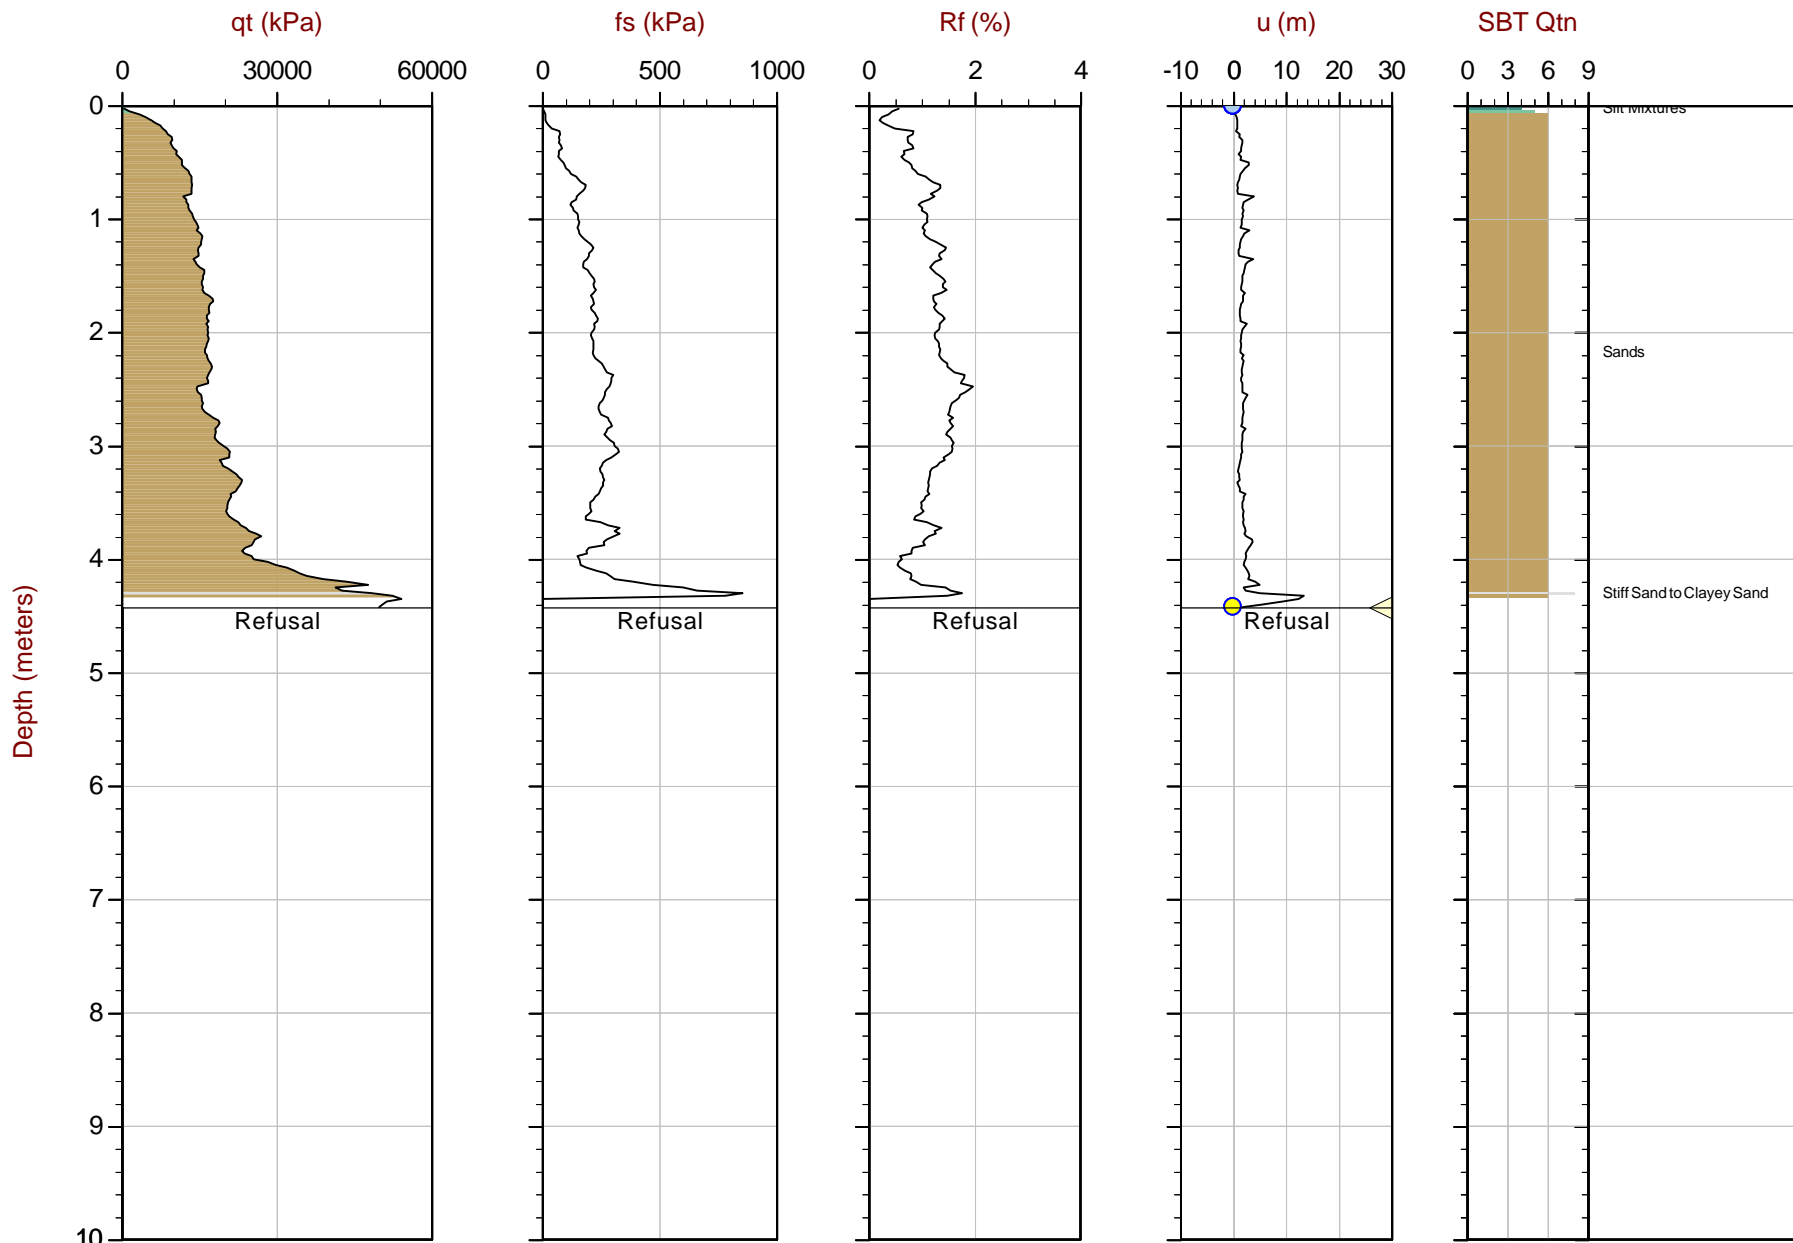 qt (kPa) fs (kPa) Rf (%) u (m) SBT Qtn
0 30000 60000 0 500 1000 0 2 4 -10 0 10 20 30 0 3 6 9
0
Silt Mixtures
1
2
Sands
3
4
Stiff Sand to Clayey Sand
Refusal Refusal Refusal Refusal
5
Depth (meters)
6
7
8
9
10